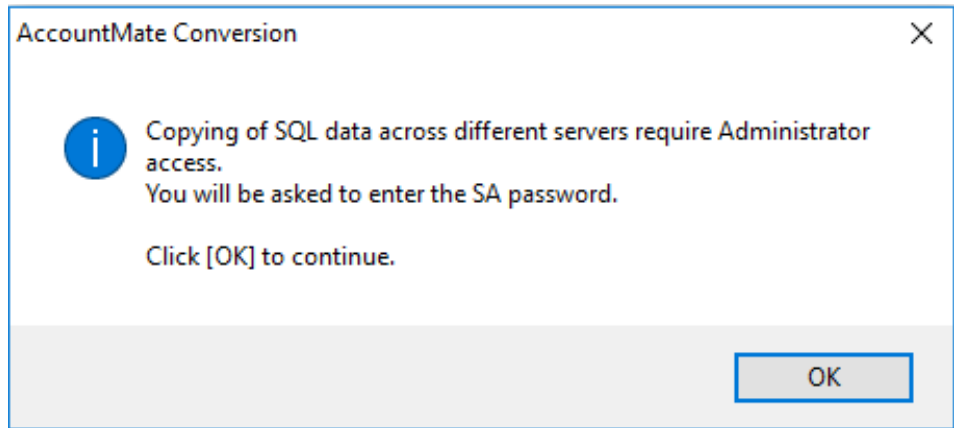 AccountMate Conversion
Copying of SQL data across different servers require Administrator
access.
You will be asked to enter the SA password.
Click [OK] to continue.
OK